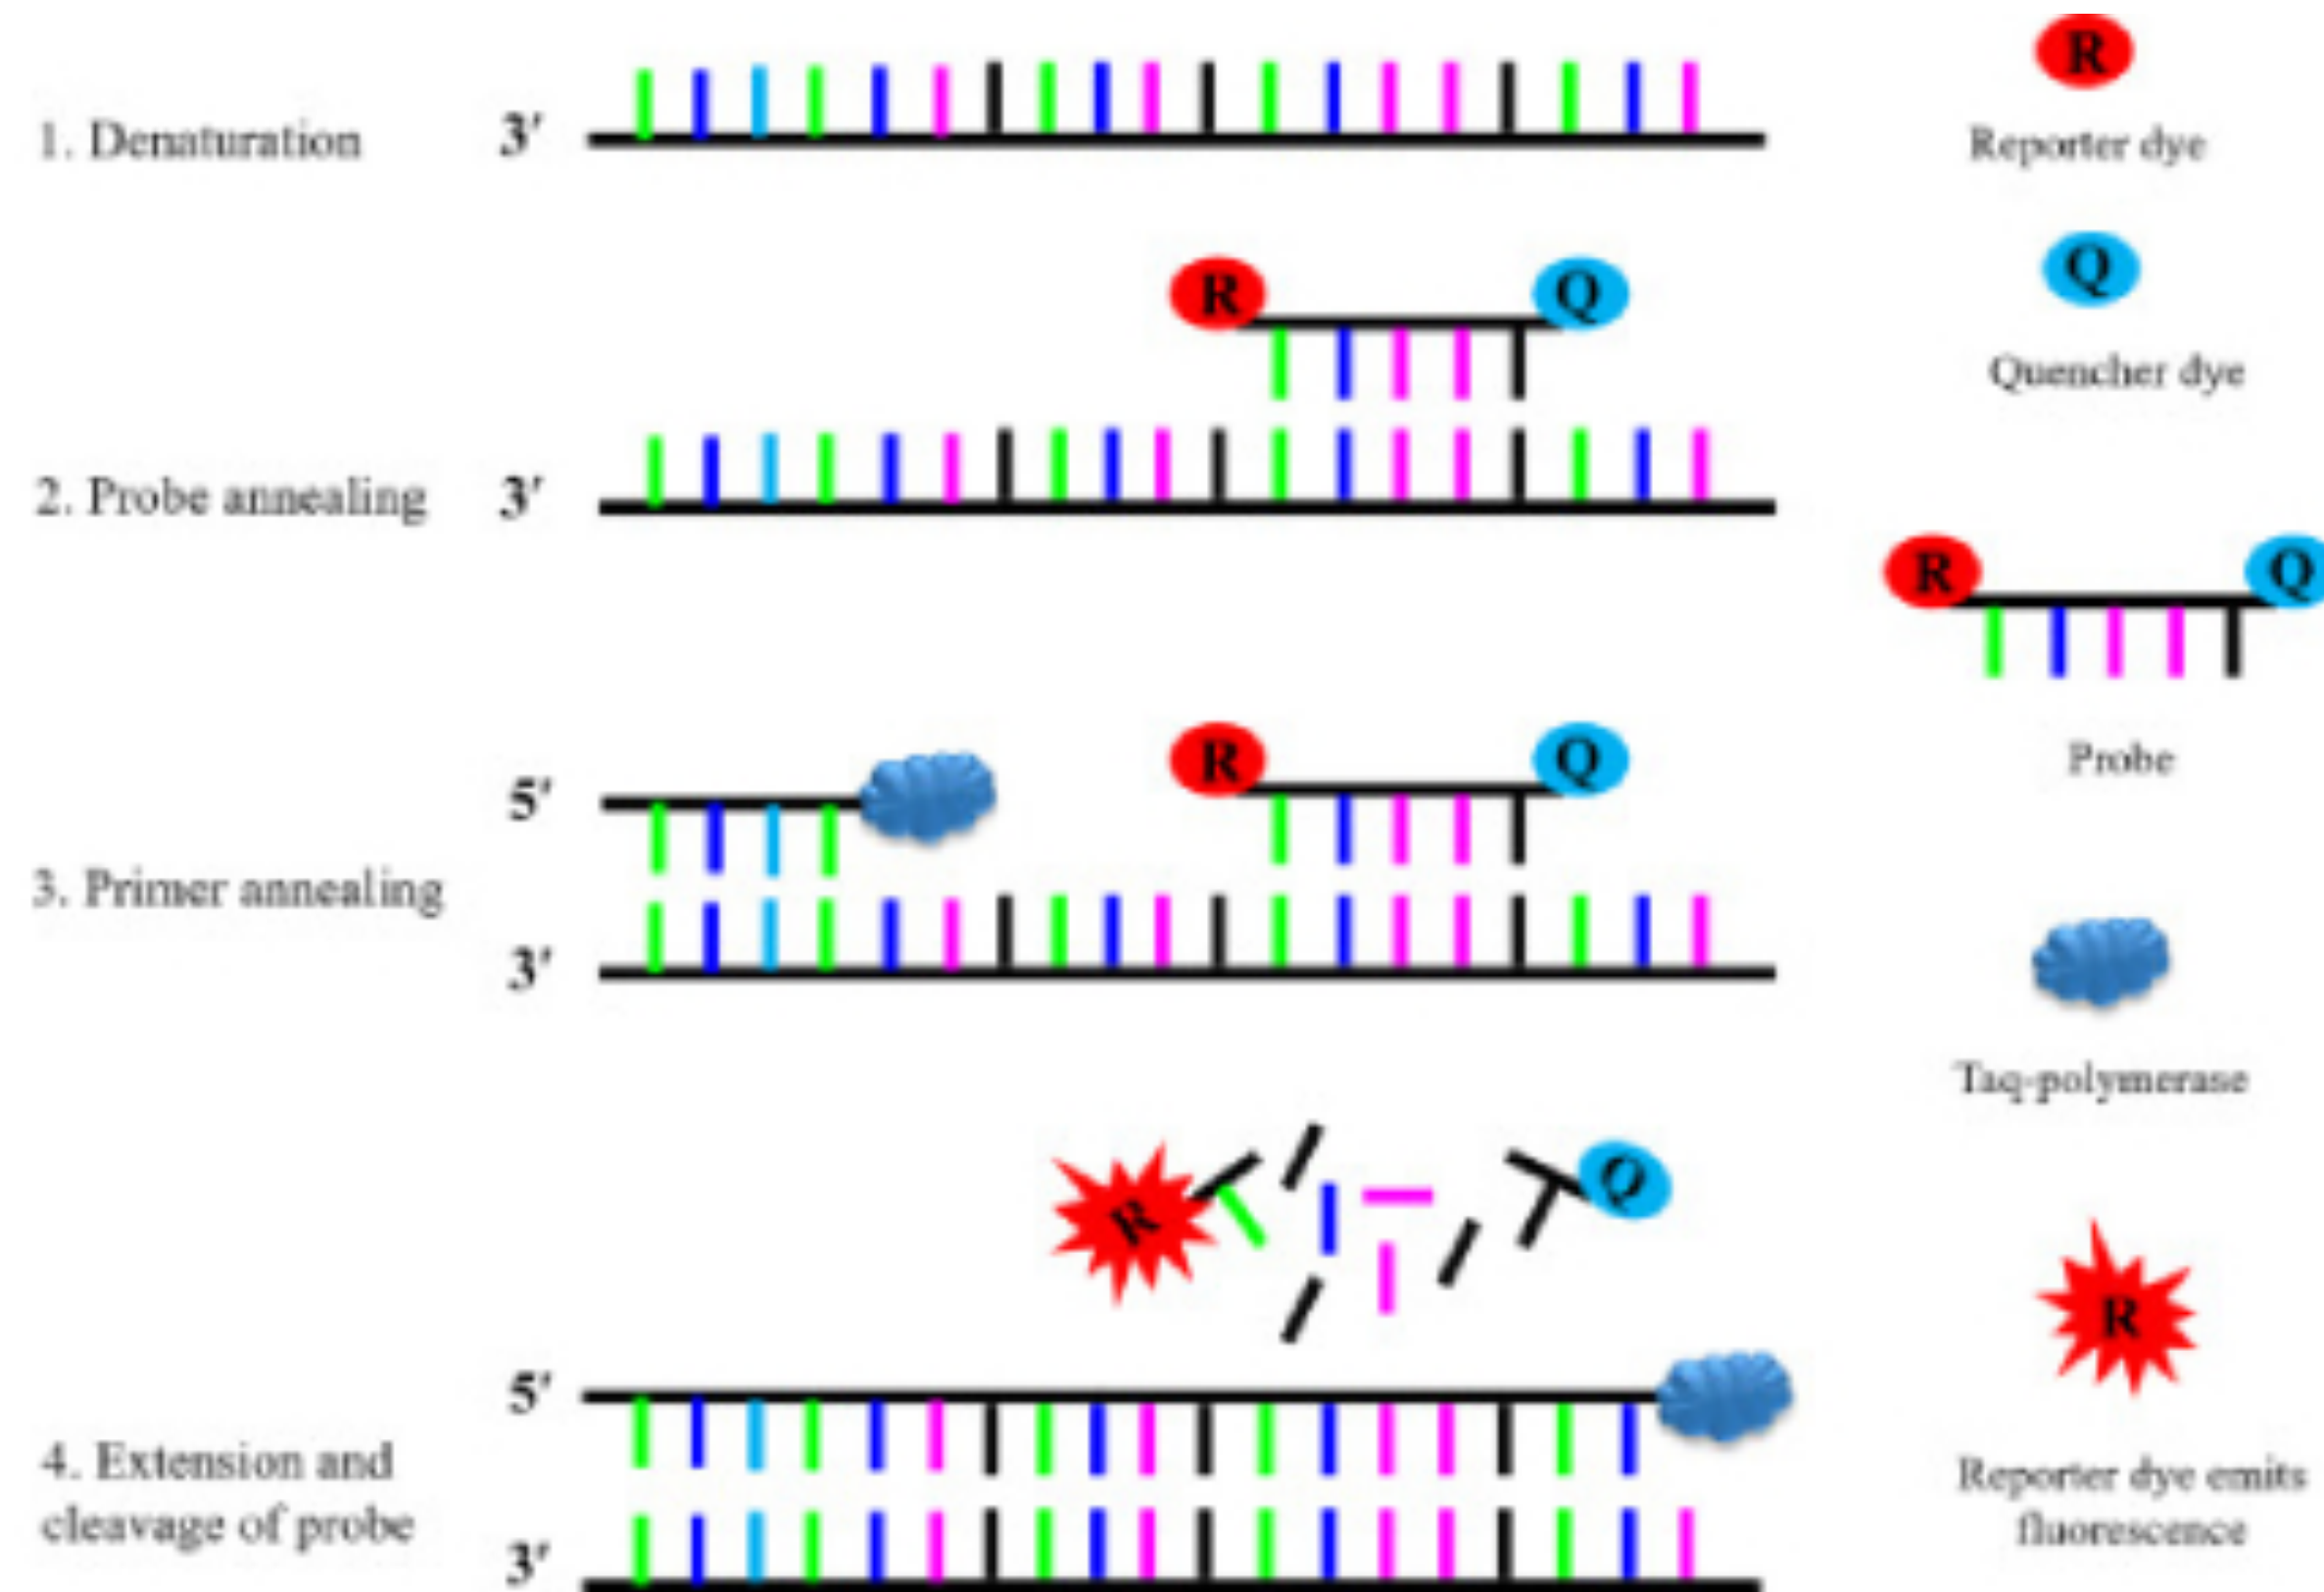 1. Denaturation
3′
R
Reporter dye
R
Q
Q
Quencher dye
2. Probe annealing
3′
R
Q
Probe
5′
R
Q
3. Primer annealing
3′
Taq-polymerase
R
Q
R
Reporter dye emits
fluorescence
5′
4. Extension and
cleavage of probe
3′